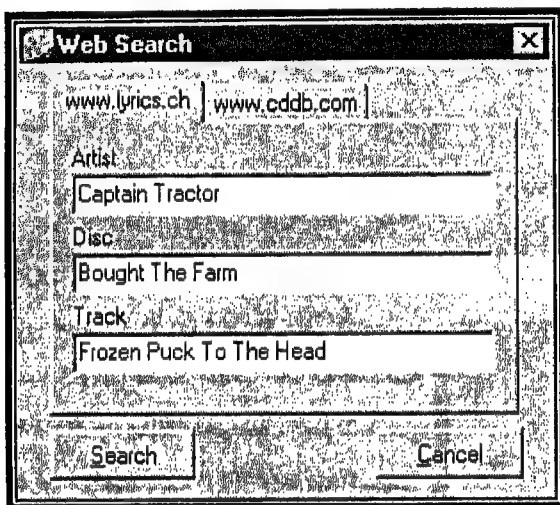 Web Search
www.lyrics.ch www.cddb.com
Artist
Captain Tractor
Disc
Bought The Farm
Track
Frozen Puck To The Head
Search Cancel